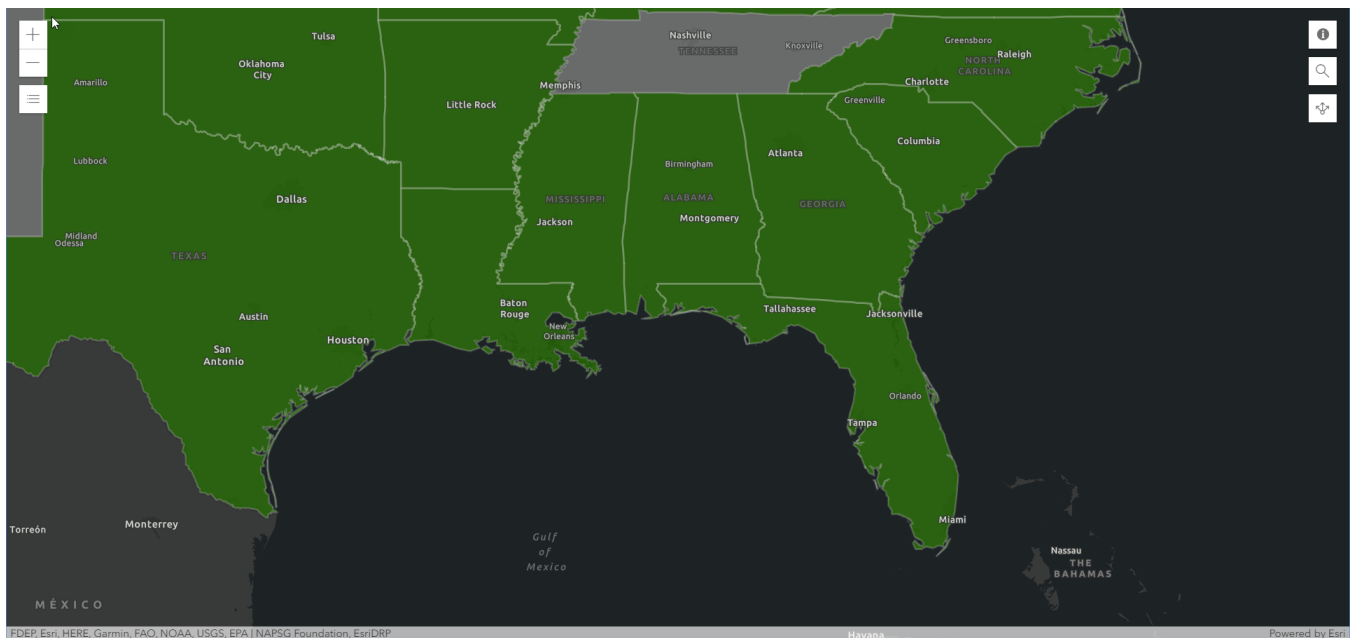 Tulsa
Nashville
TENNESSEE
Knoxville
Greensboro
Raleigh
NORTH
CAROLINA
Oklahoma
City
Amarillo
Memphis
Charlotte
Little Rock
Greenville
Columbia
Atlanta
Lubbock
Birmingham
Dallas
MISSISSIPPI
ALABAMA
GEORGIA
Jackson
Montgomery
Midland
Odessa
TEXAS
Baton
Rouge
Tallahassee
Jacksonville
Austin
New
Orleans
Houston
San
Antonio
Orlando
Tampa
Miami
Torreón
Monterrey
Gulf
of
Mexico
Nassau
THE
BAHAMAS
MÉXICO
Havana
FDEP, Esri, HERE, Garmin, FAO, NOAA, USGS, EPA | NAPSG Foundation, EsriDRP
Powered by Esri